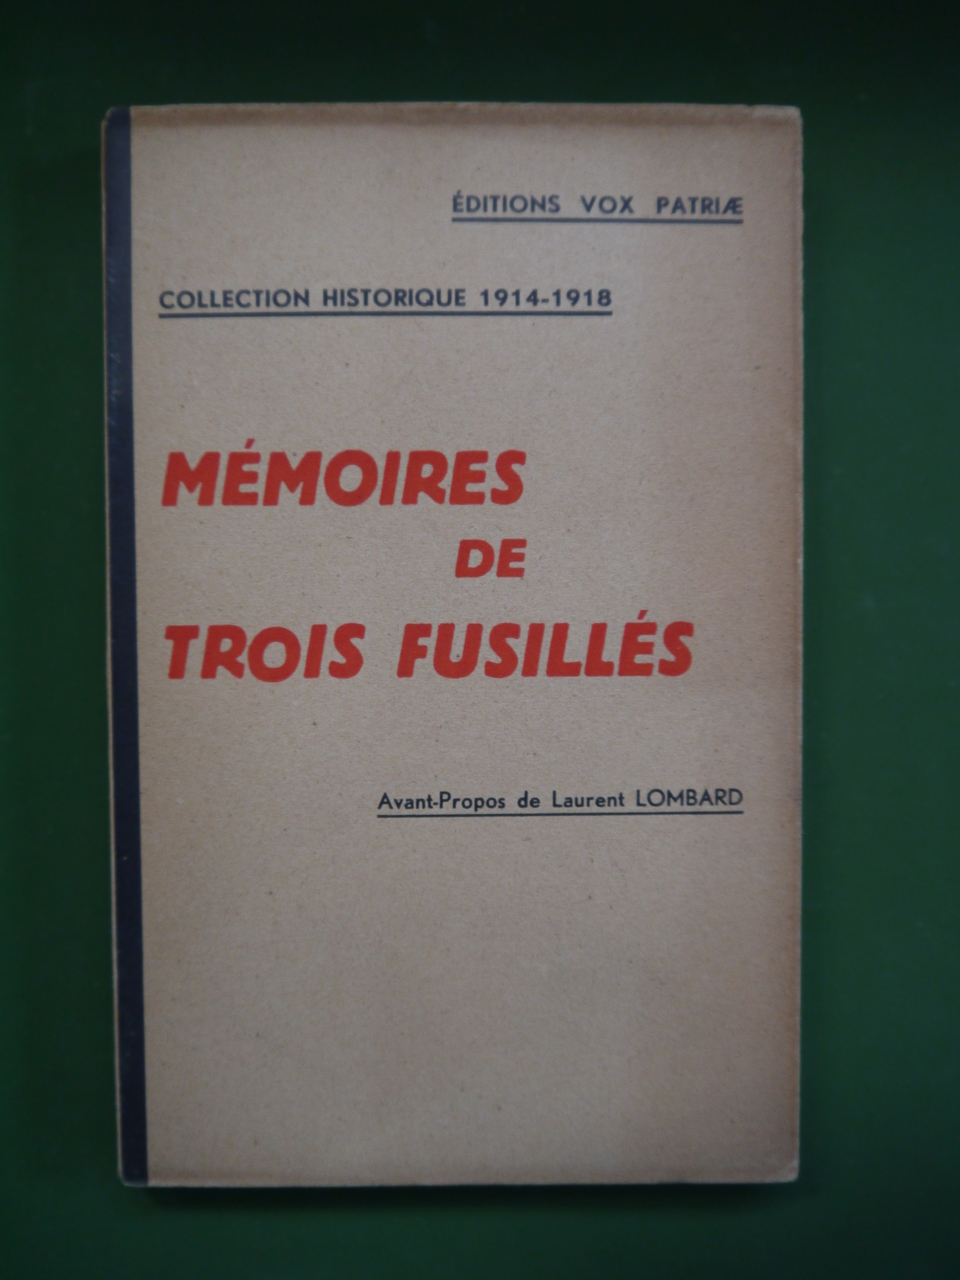 ÉDITIONS VOX PATRIÆ
COLLECTION HISTORIQUE 1914-1918
MÉMOIRES
DE
TROIS FUSILLÉS
Avant-Propos de Laurent LOMBARD